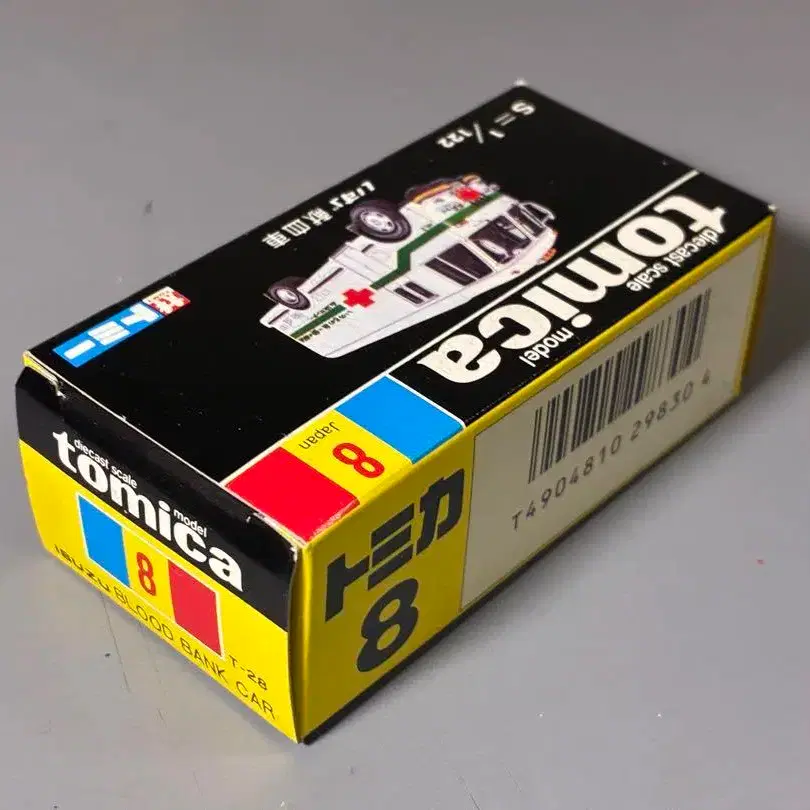 S=1/122
いすゞ献血車
トミー
diecast scale
tomica
model
8
Japan
diecast scale
tomica
model
8
T-28
ISUZU BLOOD BANK CAR
トミカ
8
T4904810 29830 4